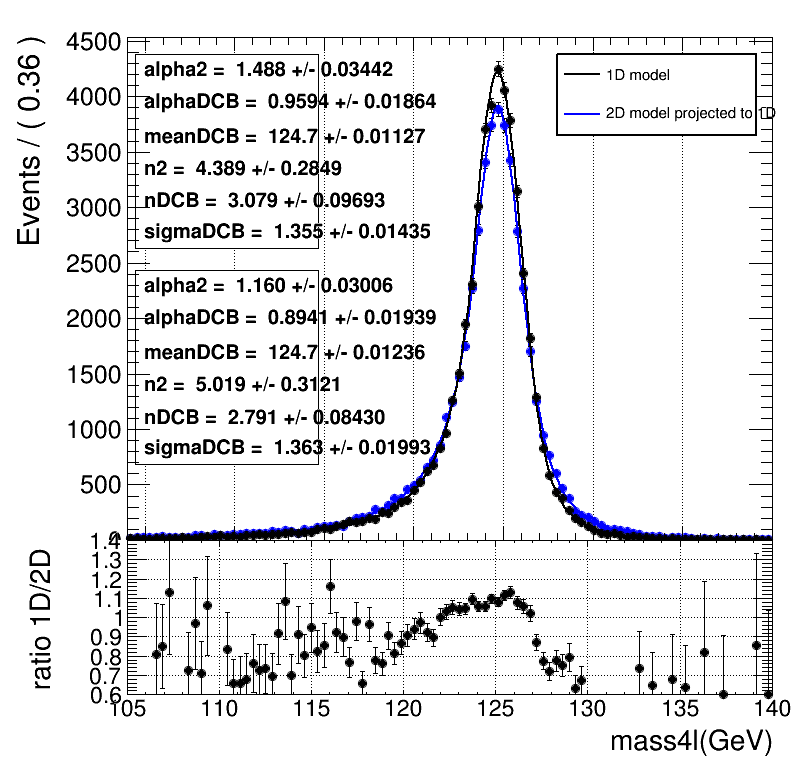 Events / ( 0.36 )
4500
4000
3500
3000
2500
2000
1500
1000
500
0
alpha2 = 1.488 +/- 0.03442
alphaDCB = 0.9594 +/- 0.01864
meanDCB = 124.7 +/- 0.01127
n2 = 4.389 +/- 0.2849
nDCB = 3.079 +/- 0.09693
sigmaDCB = 1.355 +/- 0.01435
alpha2 = 1.160 +/- 0.03006
alphaDCB = 0.8941 +/- 0.01939
meanDCB = 124.7 +/- 0.01236
n2 = 5.019 +/- 0.3121
nDCB = 2.791 +/- 0.08430
sigmaDCB = 1.363 +/- 0.01993
1D model
2D model projected to 1D
ratio 1D/2D
1.4
1.3
1.2
1.1
1
0.9
0.8
0.7
0.6
105 110 115 120 125 130 135 140
mass4l(GeV)